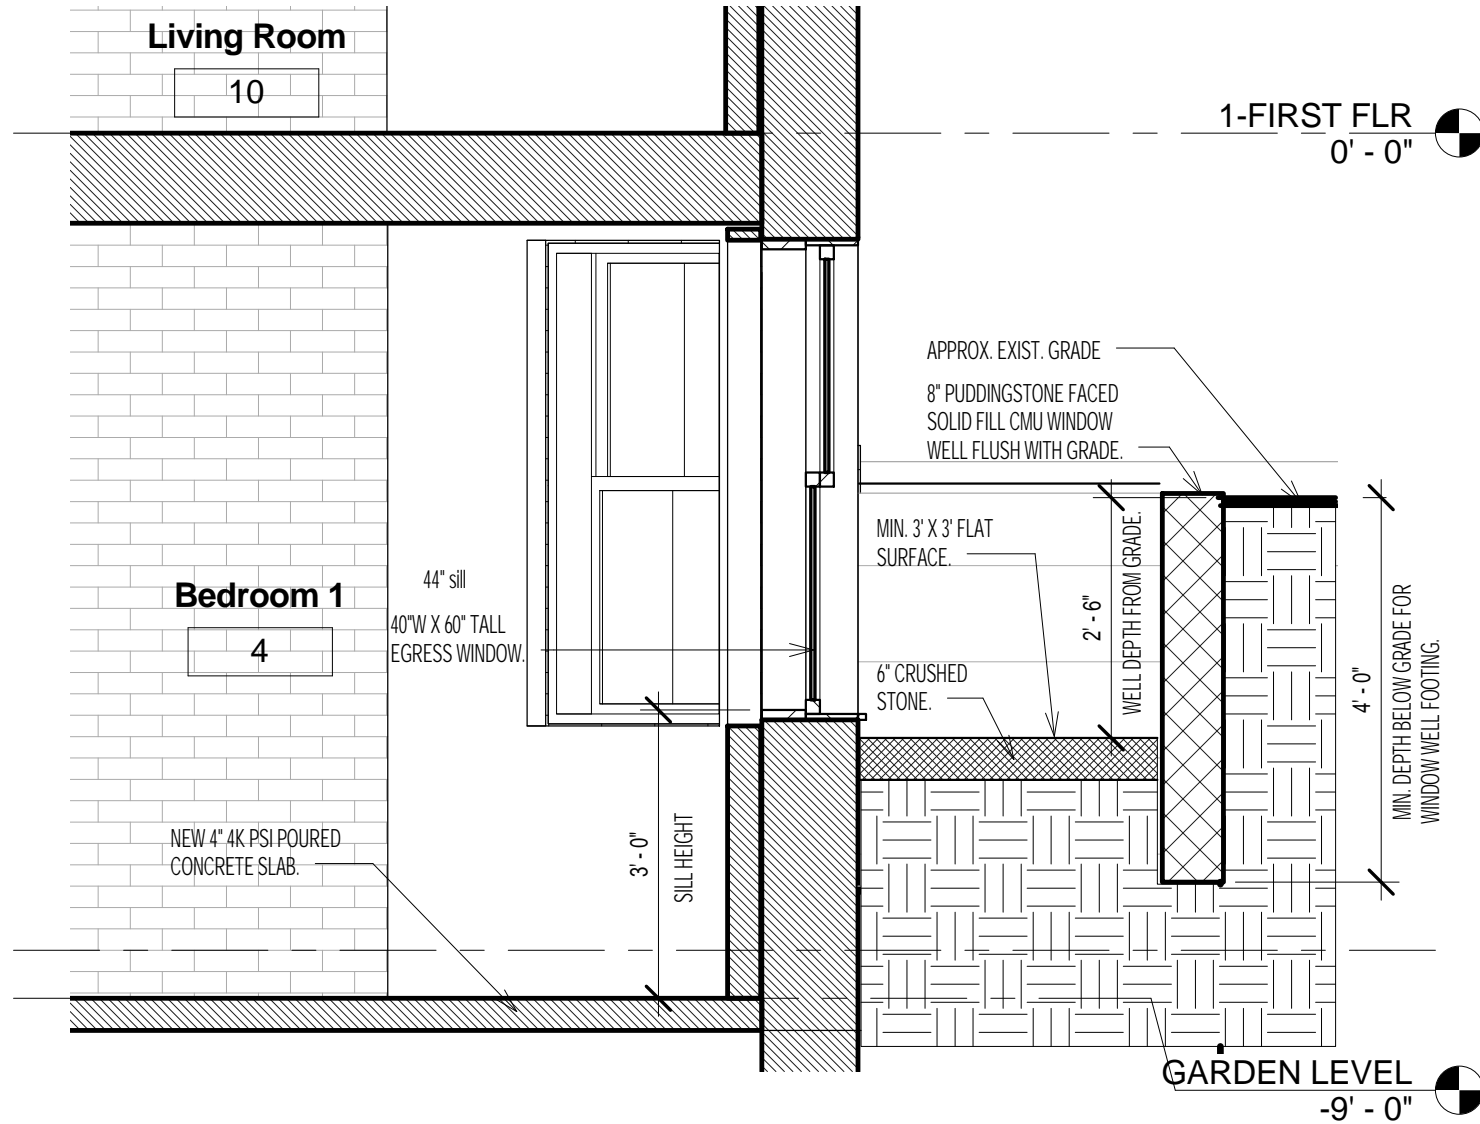 Living Room
10
1-FIRST FLR
0' - 0"
APPROX. EXIST. GRADE
8" PUDDINGSTONE FACED
SOLID FILL CMU WINDOW
WELL FLUSH WITH GRADE.
MIN. 3' X 3' FLAT
SURFACE.
2' - 6"
WELL DEPTH FROM GRADE.
44" sill
Bedroom 1
4
40"W X 60" TALL
EGRESS WINDOW.
6" CRUSHED
STONE.
4' - 0"
MIN. DEPTH BELOW GRADE FOR
WINDOW WELL FOOTING.
NEW 4" 4K PSI POURED
CONCRETE SLAB.
3' - 0"
SILL HEIGHT
GARDEN LEVEL
-9' - 0"